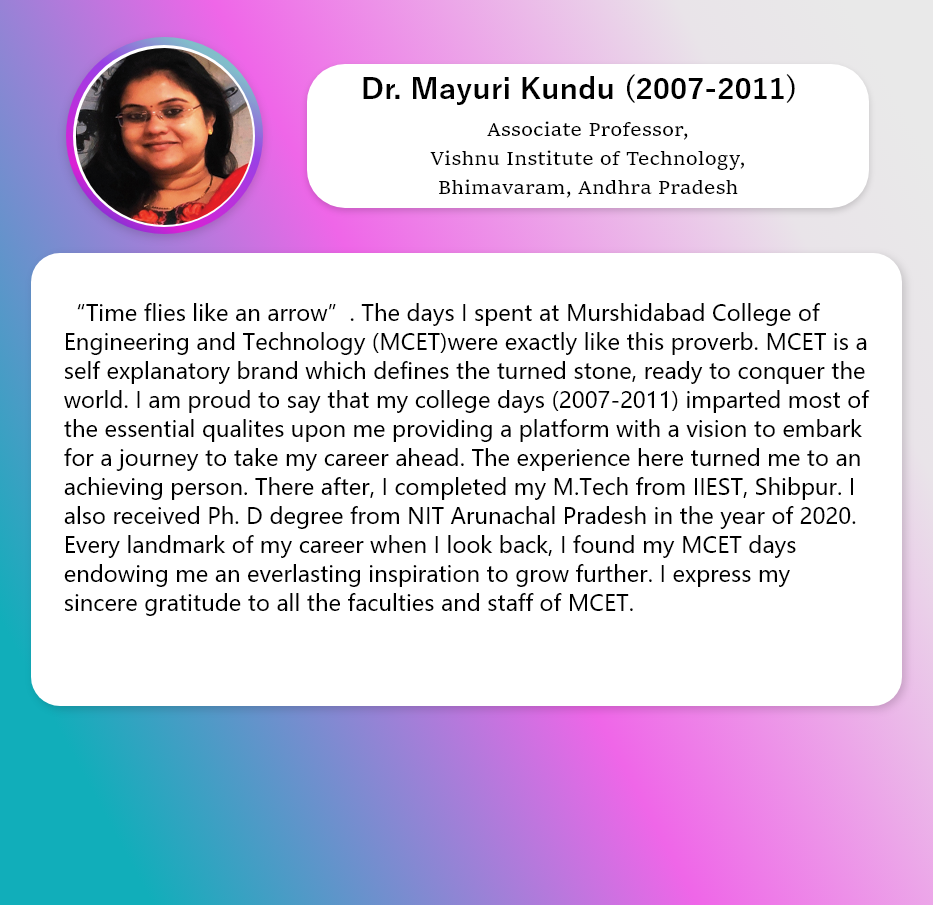 Dr. Mayuri Kundu (2007-2011)
Associate Professor,
Vishnu Institute of Technology,
Bhimavaram, Andhra Pradesh
“Time flies like an arrow” . The days I spent at Murshidabad College of
Engineering and Technology (MCET)were exactly like this proverb. MCET is a
self explanatory brand which defines the turned stone, ready to conquer the
world. I am proud to say that my college days (2007-2011) imparted most of
the essential qualites upon me providing a platform with a vision to embark
for a journey to take my career ahead. The experience here turned me to an
achieving person. There after, I completed my M.Tech from IIEST, Shibpur. I
also received Ph. D degree from NIT Arunachal Pradesh in the year of 2020.
Every landmark of my career when I look back, I found my MCET days
endowing me an everlasting inspiration to grow further. I express my
sincere gratitude to all the faculties and staff of MCET.